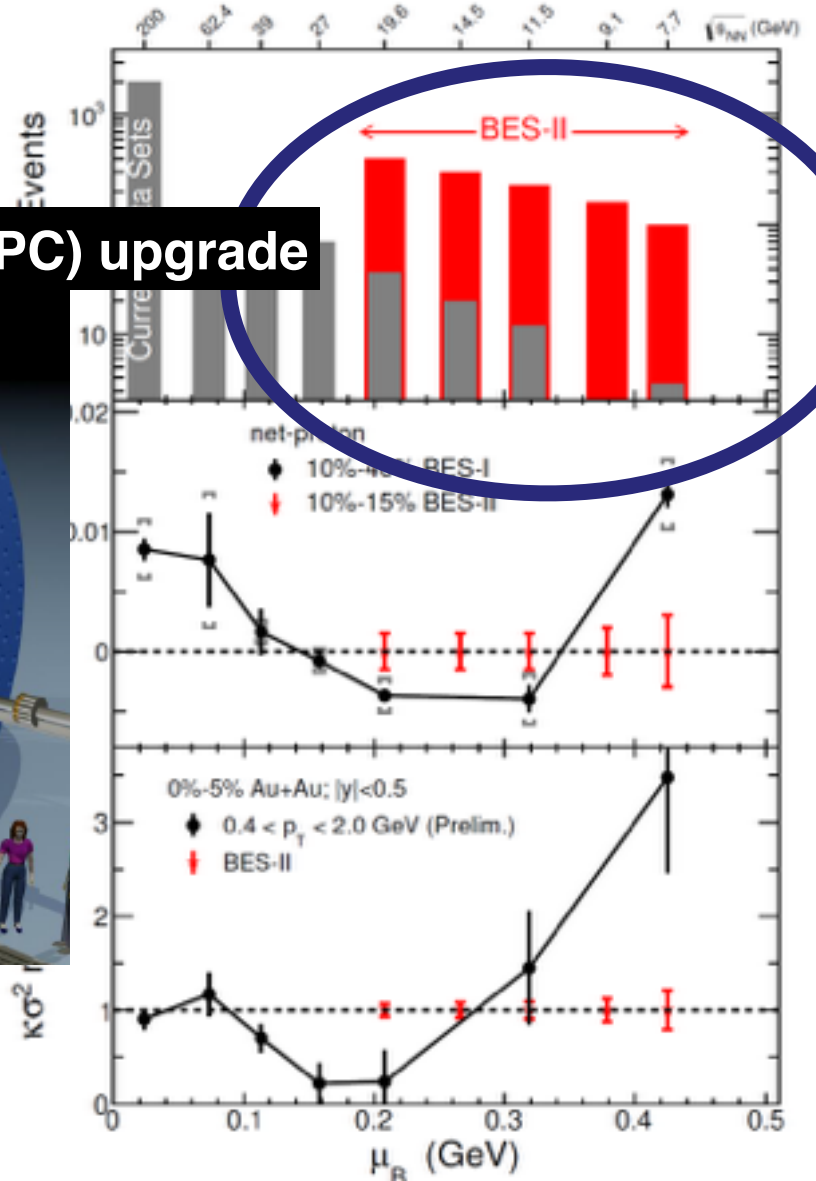 200 62.4 39 27 19.6 14.5 11.5 9.1 7.7 √sNN (GeV)
Events
10³
10
BES-II
PC) upgrade
0.02
0.01
0
net-proton
10%-40% BES-I
10%-15% BES-II
0%-5% Au+Au; |y|<0.5
0.4 < pT < 2.0 GeV (Prelim.)
BES-II
3
2
1
0
κσ²
0 0.1 0.2 0.3 0.4 0.5
μB (GeV)